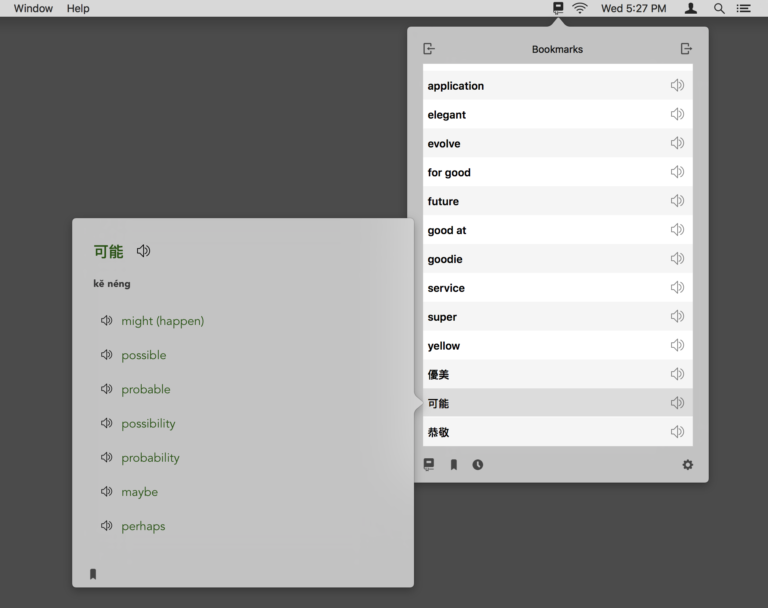 Window Help Wed 5:27 PM
Bookmarks
application
elegant
evolve
for good
future
good at
goodie
service
super
yellow
優美
可能
恭敬
可能
kě néng
might (happen)
possible
probable
possibility
probability
maybe
perhaps